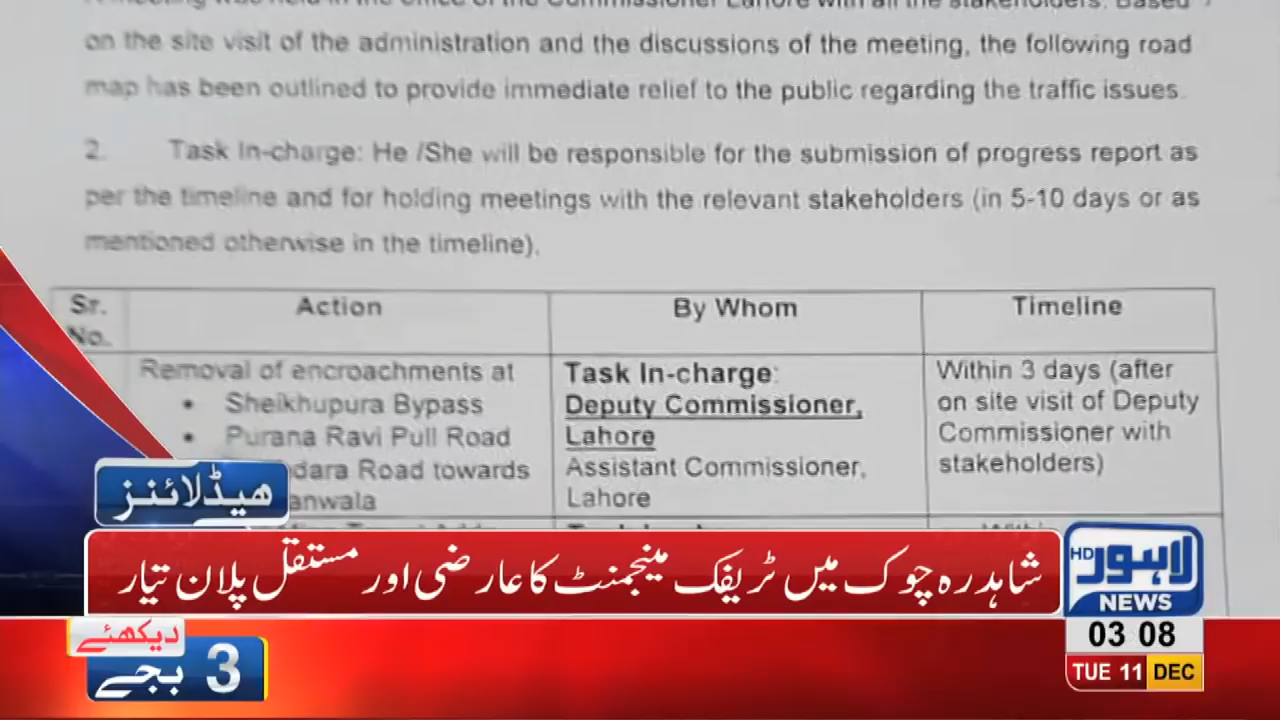 on the site visit of the administration and the discussions of the meeting, the following road
map has been outlined to provide immediate relief to the public regarding the traffic issues.
2. Task In-charge: He /She will be responsible for the submission of progress report as
per the timeline and for holding meetings with the relevant stakeholders (in 5-10 days or as
mentioned otherwise in the timeline).
Sr. No. Action By Whom Timeline
Removal of encroachments at
• Sheikhupura Bypass
• Purana Ravi Pull Road
dara Road towards
anwala
Task In-charge:
Deputy Commissioner,
Lahore
Assistant Commissioner,
Lahore
Within 3 days (after
on site visit of Deputy
Commissioner with
stakeholders)
ھیڈلائنز
شاہدرہ چوک میں ٹریفک مینجمنٹ کا عارضی اور مستقل پلان تیار
دیکھئے
3 بجے
HD لاہور
NEWS
03 08
TUE 11 DEC